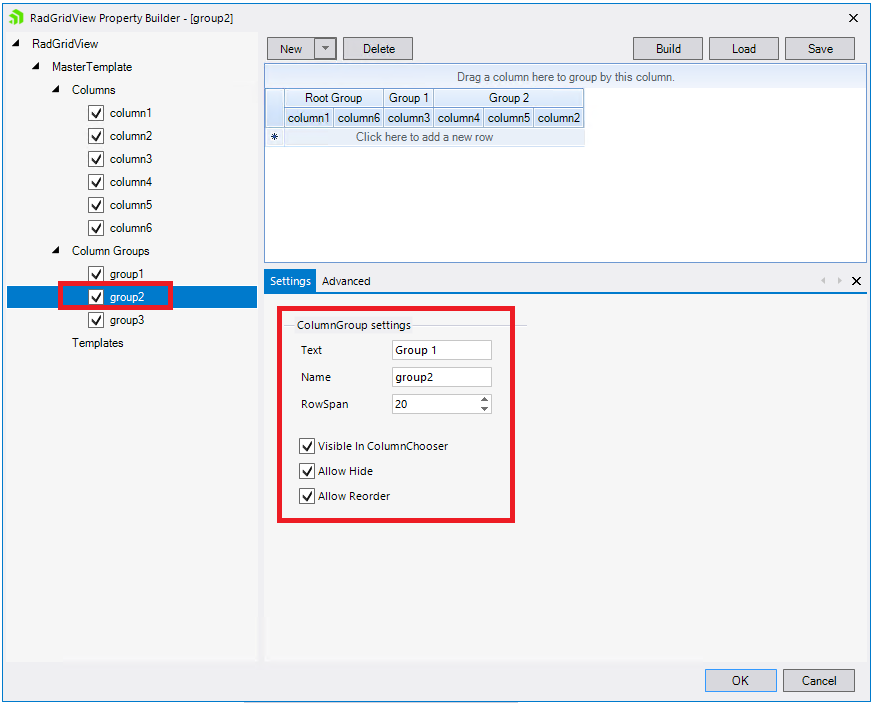 RadGridView Property Builder - [group2]
RadGridView
MasterTemplate
Columns
column1
column2
column3
column4
column5
column6
Column Groups
group1
group2
group3
Templates
New Delete Build Load Save
Drag a column here to group by this column.
Root Group Group 1 Group 2
column1 column6 column3 column4 column5 column2
* Click here to add a new row
Settings Advanced
ColumnGroup settings
Text Group 1
Name group2
RowSpan 20
Visible In ColumnChooser
Allow Hide
Allow Reorder
OK Cancel